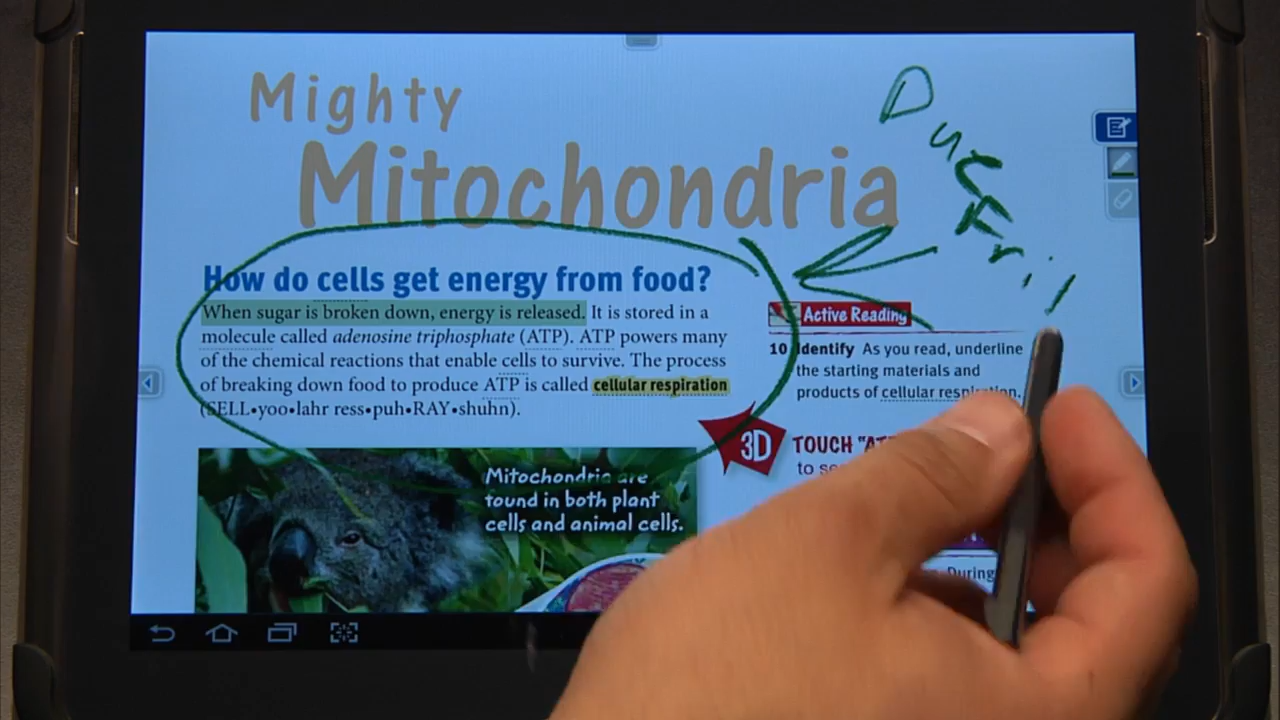 Mighty
Mitochondria
Due Fri!
How do cells get energy from food?
When sugar is broken down, energy is released. It is stored in a
molecule called adenosine triphosphate (ATP). ATP powers many
of the chemical reactions that enable cells to survive. The process
of breaking down food to produce ATP is called cellular respiration
(SELL•yoo•lahr ress•puh•RAY•shuhn).
Active Reading
10 Identify As you read, underline
the starting materials and
products of cellular respiration.
3D
TOUCH
to
Mitochondria are
found in both plant
cells and animal cells.
During